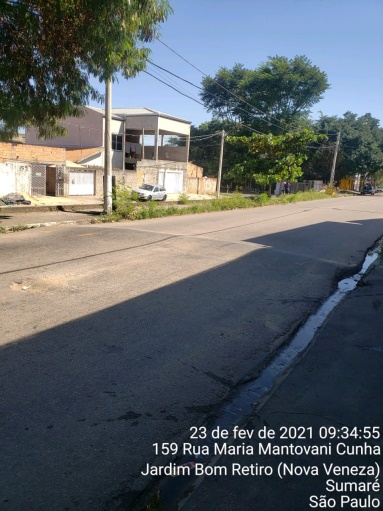 23 de fev de 2021 09:34:55
159 Rua Maria Mantovani Cunha
Jardim Bom Retiro (Nova Veneza)
Sumaré
São Paulo